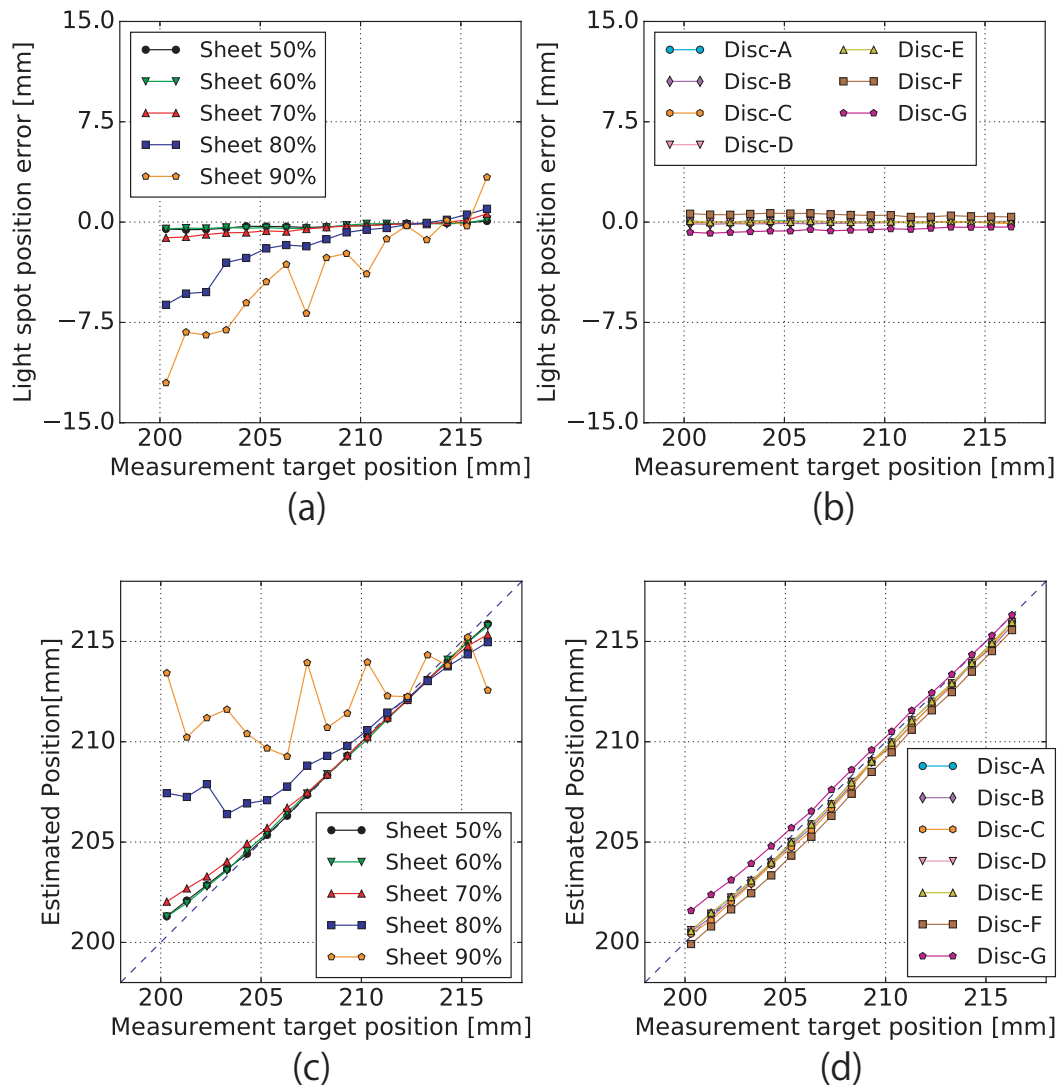 15.0
7.5
0.0
−7.5
−15.0
Light spot position error [mm]
Sheet 50%
Sheet 60%
Sheet 70%
Sheet 80%
Sheet 90%
200
205
210
215
Measurement target position [mm]
(a)
15.0
7.5
0.0
−7.5
−15.0
Light spot position error [mm]
Disc-A
Disc-B
Disc-C
Disc-D
Disc-E
Disc-F
Disc-G
200
205
210
215
Measurement target position [mm]
(b)
215
210
205
200
Estimated Position[mm]
Sheet 50%
Sheet 60%
Sheet 70%
Sheet 80%
Sheet 90%
200
205
210
215
Measurement target position [mm]
(c)
215
210
205
200
Estimated Position[mm]
Disc-A
Disc-B
Disc-C
Disc-D
Disc-E
Disc-F
Disc-G
200
205
210
215
Measurement target position [mm]
(d)